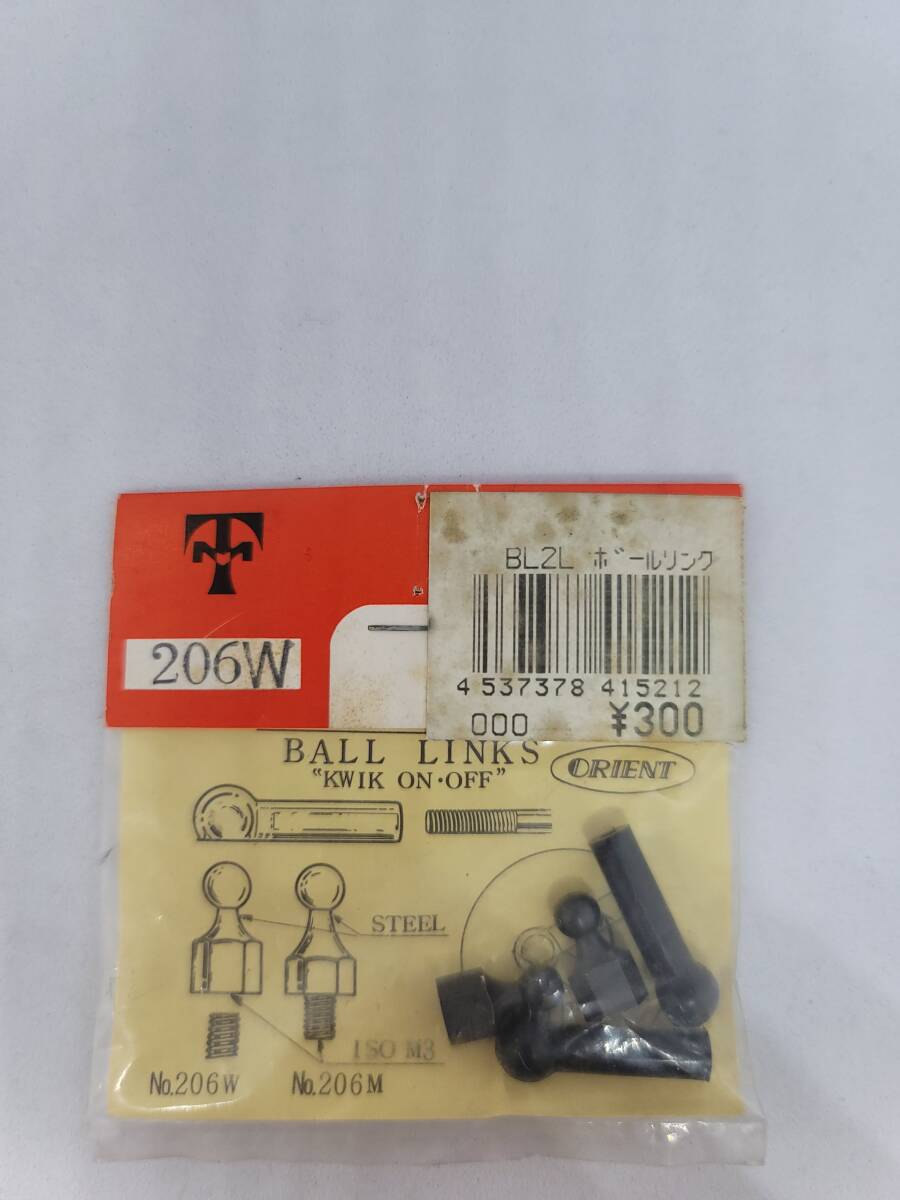 TM
206W
BL2L ボールリンク
4 537378 415212
000 ¥300
BALL LINKS
"KWIK ON・OFF"
ORIENT
STEEL
ISO M3
No.206W No.206M